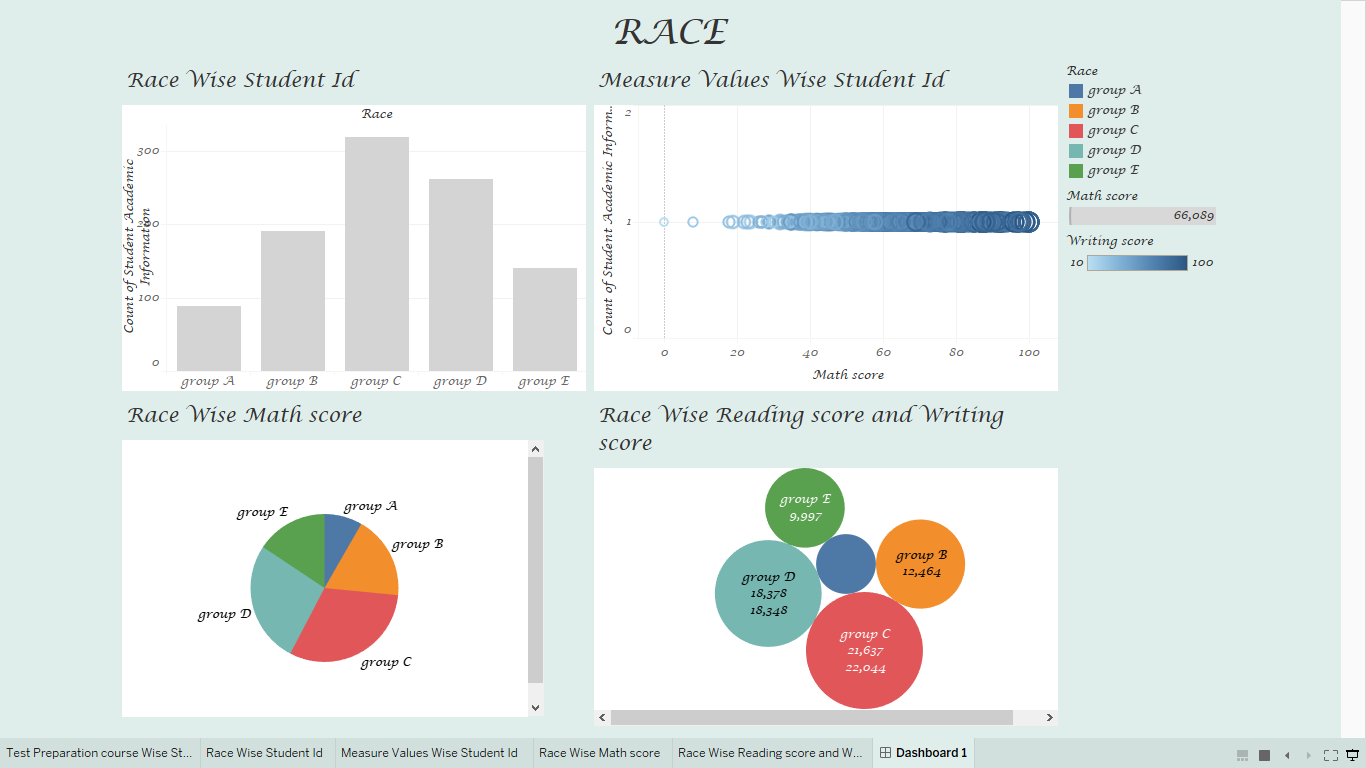 RACE
Race Wise Student Id
Race
Count of Student Academic
Information
300
200
100
0
group A
group B
group C
group D
group E
Measure Values Wise Student Id
Count of Student Academic Inform..
2
1
0
0
20
40
60
80
100
Math score
Race
group A
group B
group C
group D
group E
Math score
66,089
Writing score
10
100
Race Wise Math score
group E
group A
group B
group D
group C
Race Wise Reading score and Writing
score
group E
9,997
group B
12,464
group D
18,378
18,348
group C
21,637
22,044
Test Preparation course Wise St...
Race Wise Student Id
Measure Values Wise Student Id
Race Wise Math score
Race Wise Reading score and W...
Dashboard 1